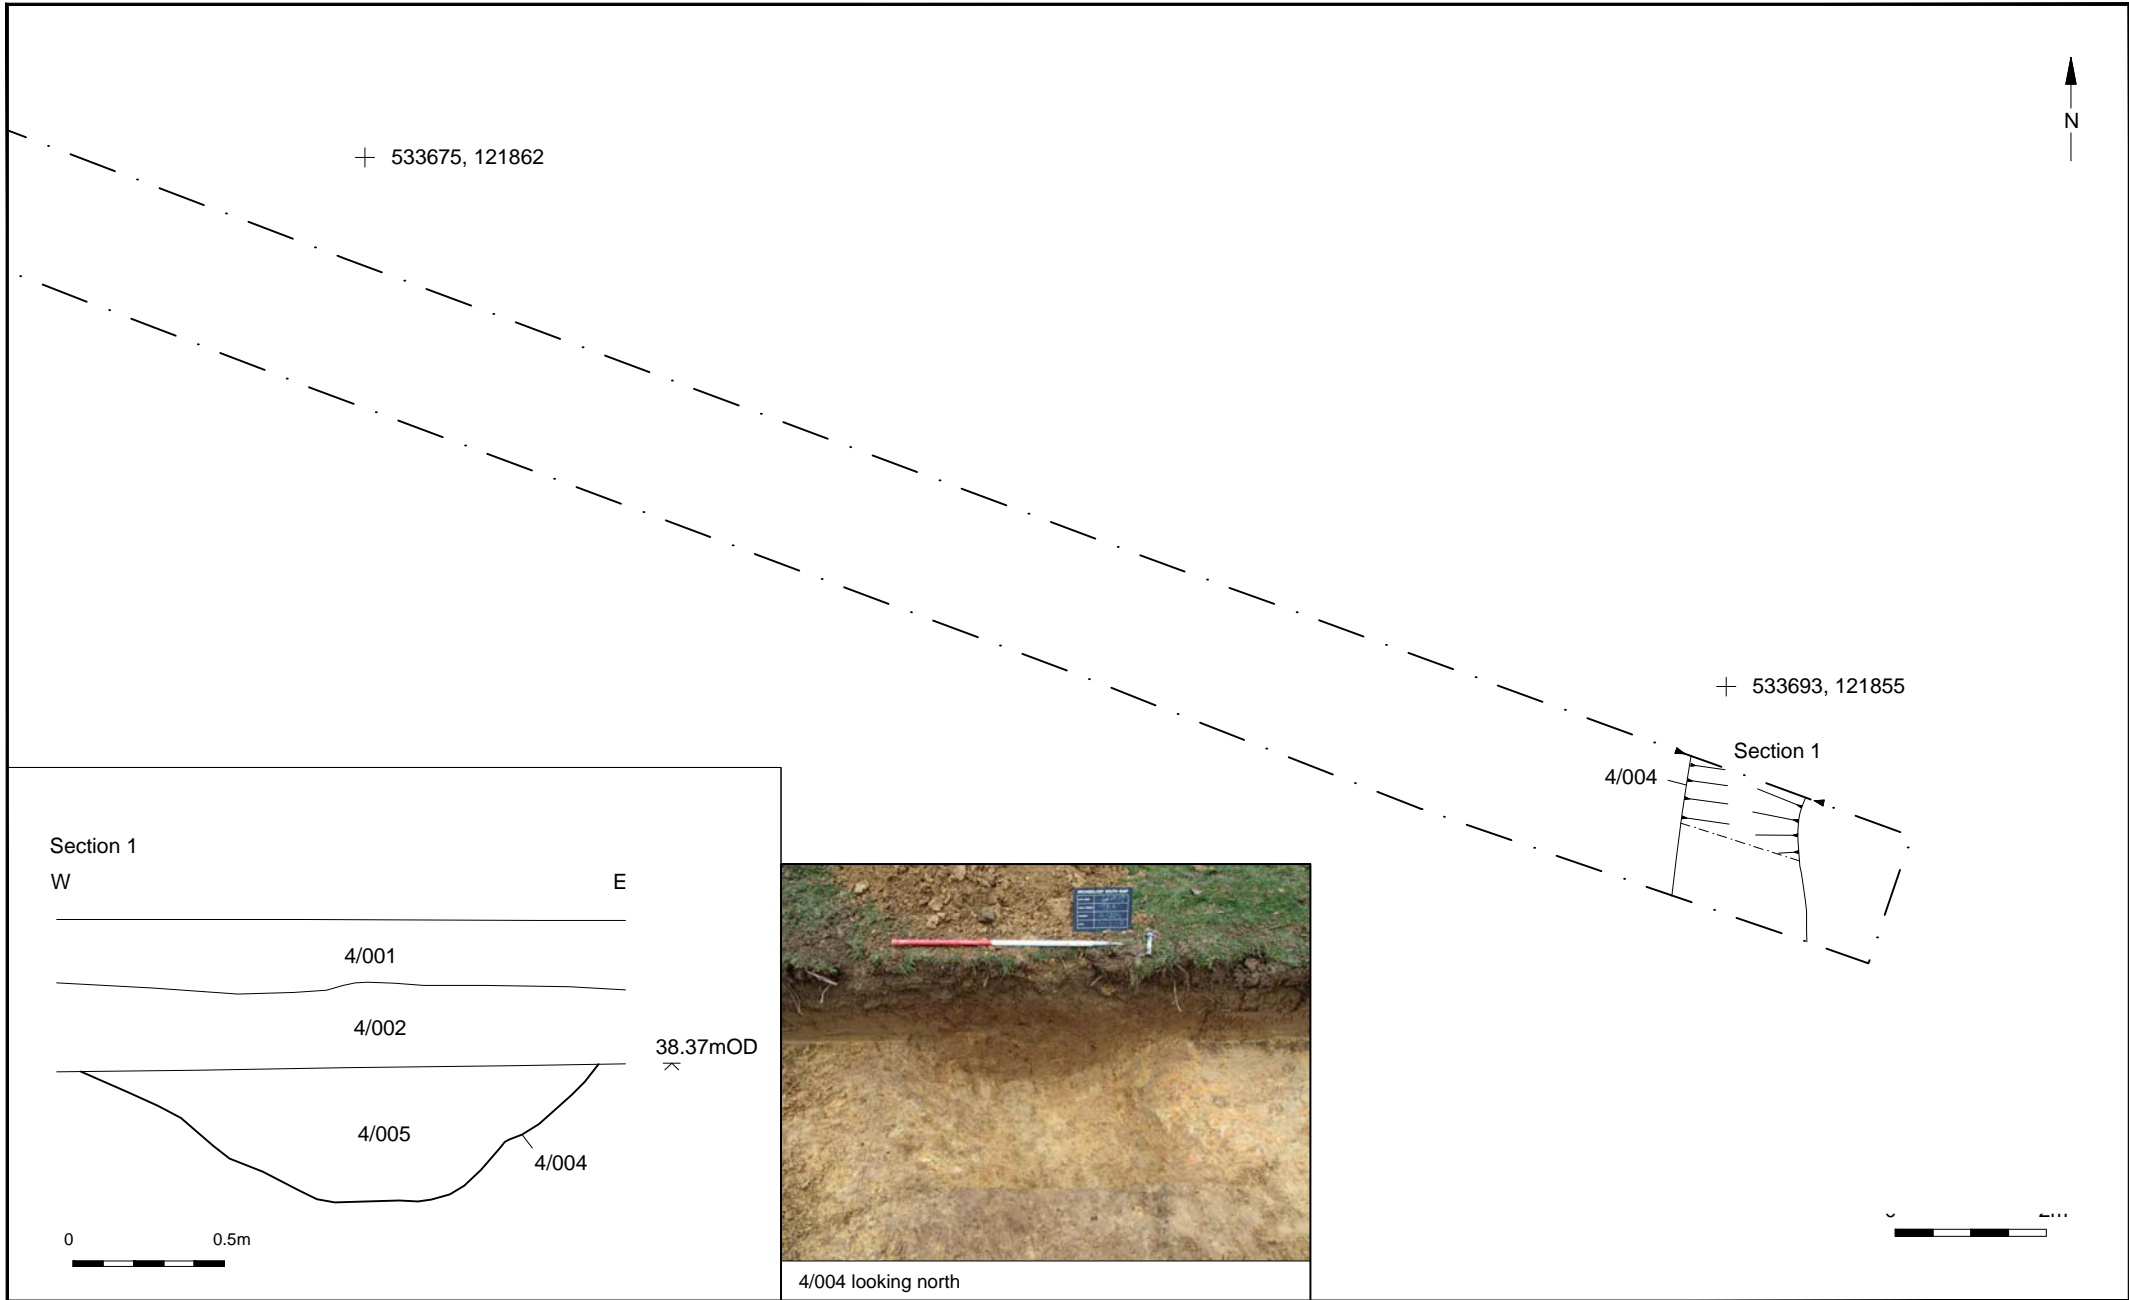 N
533675, 121862
533693, 121855
Section 1
4/004
Section 1
W E
4/001
4/002
38.37mOD
4/005
4/004
0 0.5m
4/004 looking north